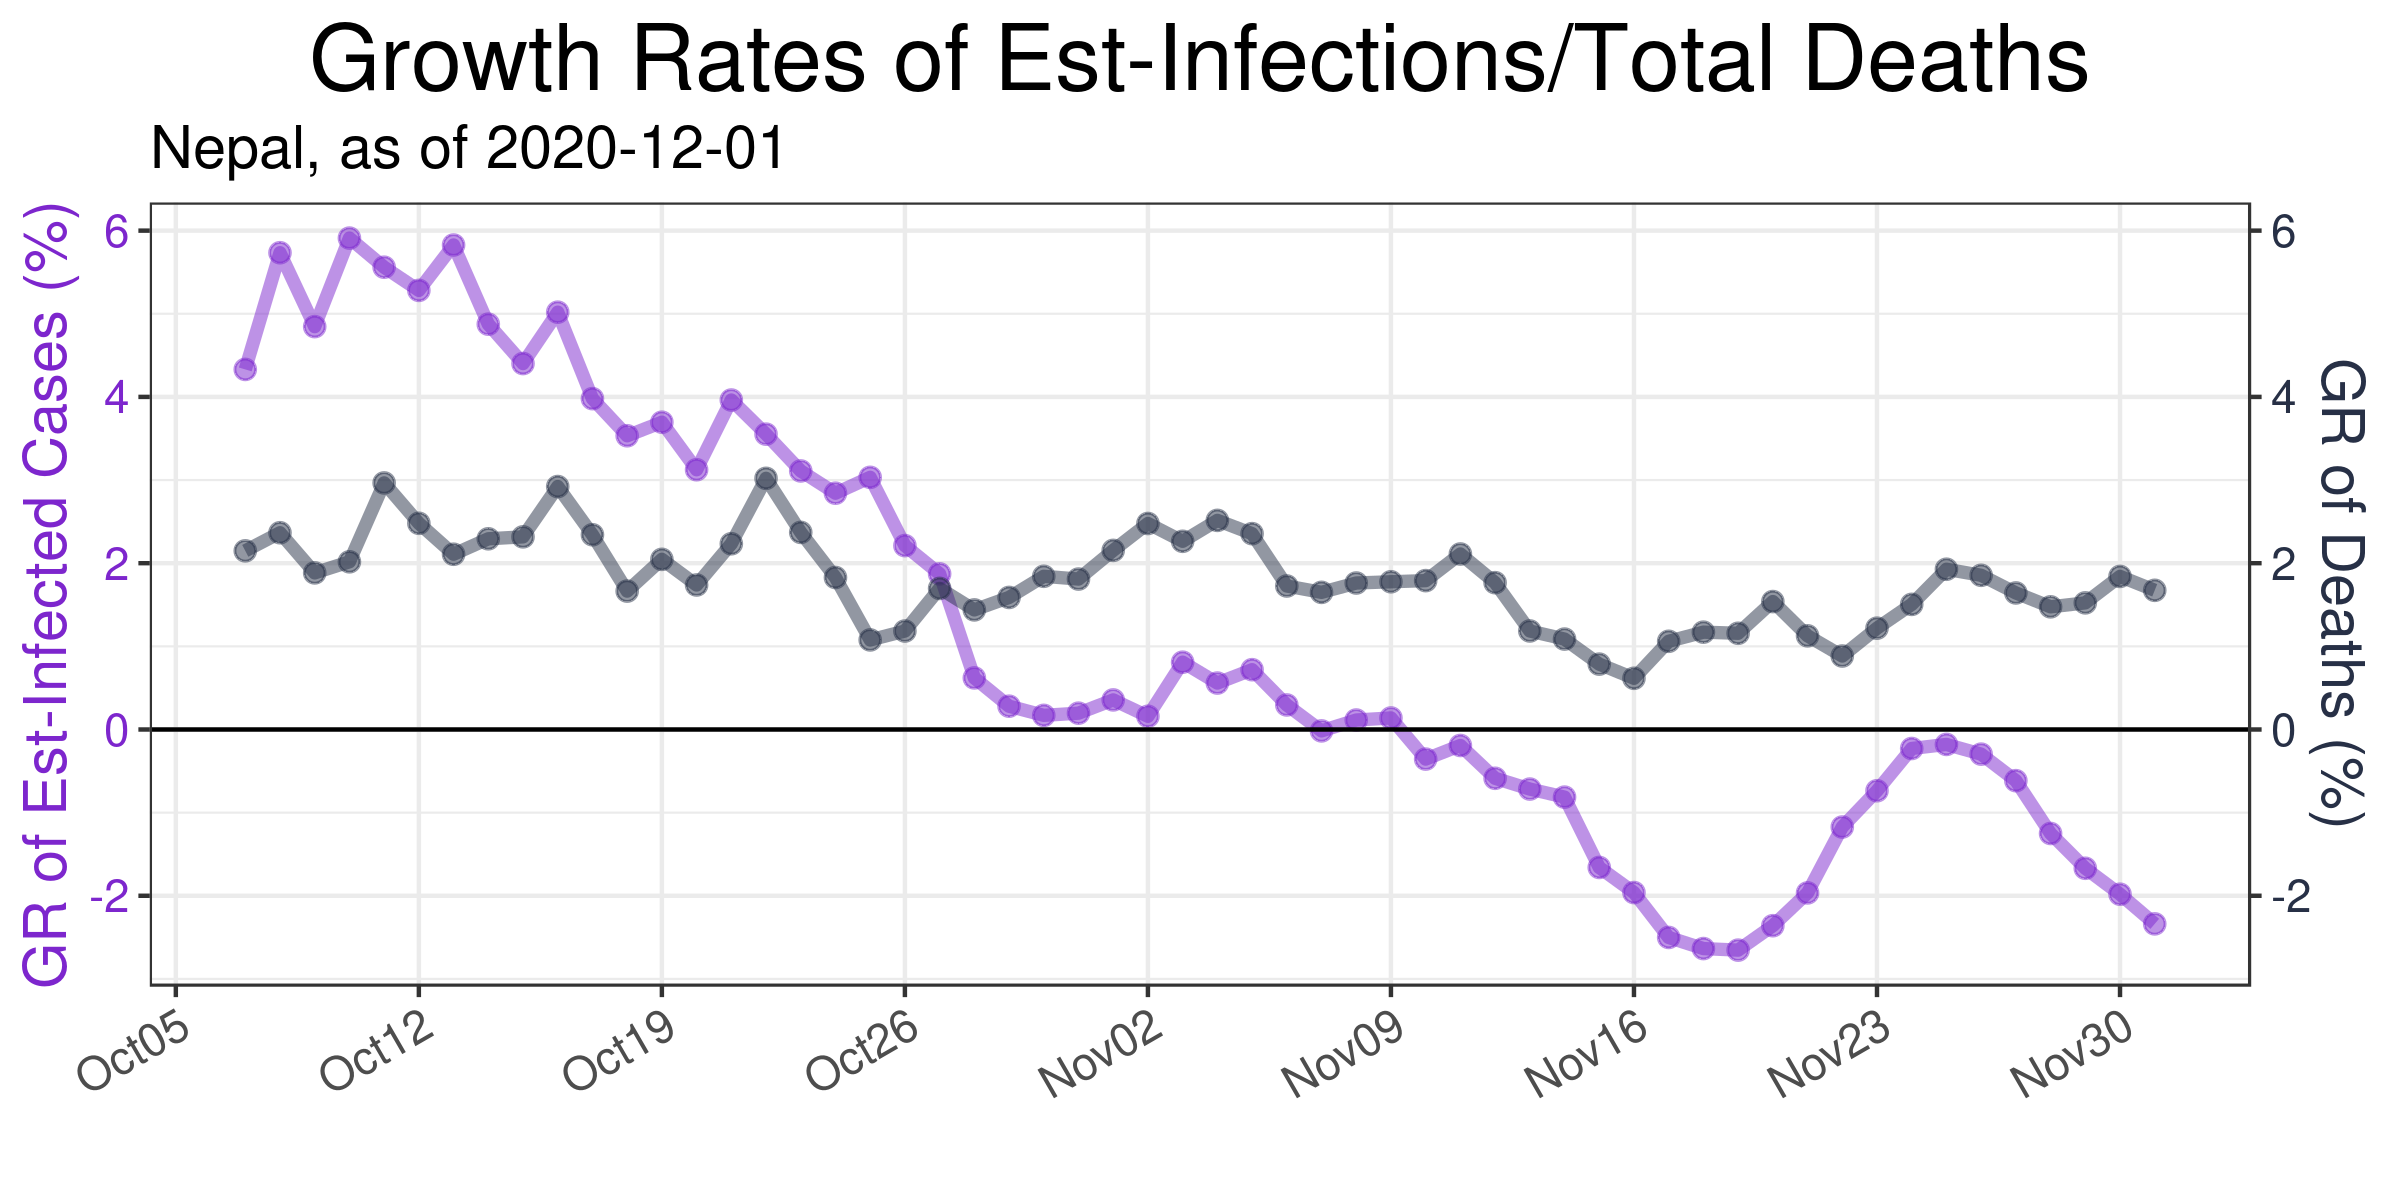 Growth Rates of Est-Infections/Total Deaths
Nepal, as of 2020-12-01
GR of Est-Infected Cases (%)
6
4
2
0
-2
6
4
2
0
-2
GR of Deaths (%)
Oct05
Oct12
Oct19
Oct26
Nov02
Nov09
Nov16
Nov23
Nov30